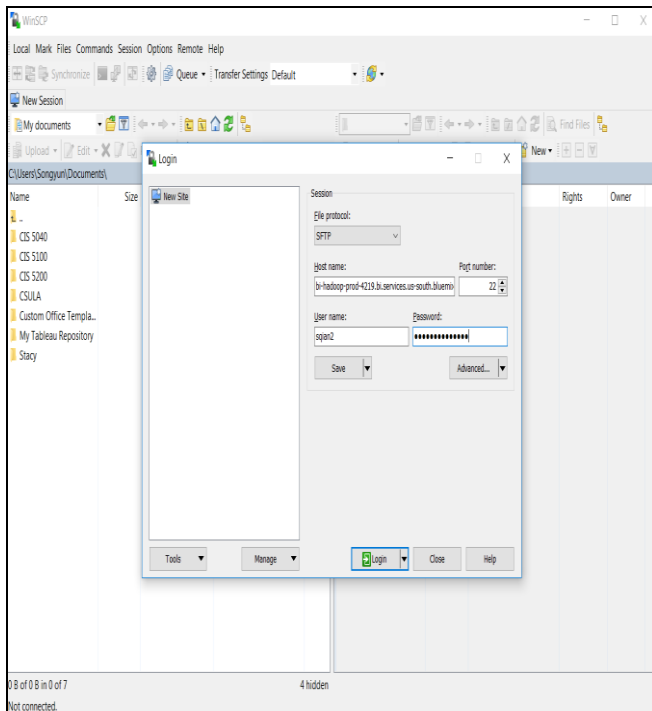 WinSCP
Local Mark Files Commands Session Options Remote Help
Synchronize Queue Transfer Settings Default
New Session
My documents Find Files
Upload Edit New
C:\Users\Songyun\Documents\
Name Size Rights Owner
..
CIS 5040
CIS 5100
CIS 5200
CSULA
Custom Office Templa...
My Tableau Repository
Stacy
Login
New Site
Session
File protocol:
SFTP
Host name: Port number:
bi-hadoop-prod-4219.bi.services.us-south.bluemix 22
User name: Password:
sqian2 ••••••••••••••
Save Advanced...
Tools Manage Login Close Help
0 B of 0 B in 0 of 7 4 hidden
Not connected.